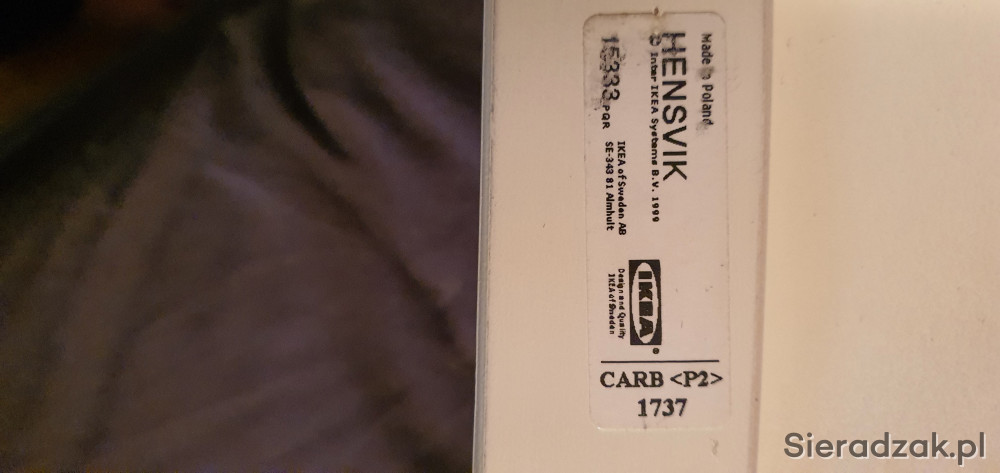 Made in Poland
HENSVIK
© Inter IKEA Systems B.V. 1999
15333 PQR
IKEA of Sweden AB
SE-343 81 Älmhult
IKEA®
Design and Quality
IKEA of Sweden
CARB <P2>
1737
Sieradzak.pl